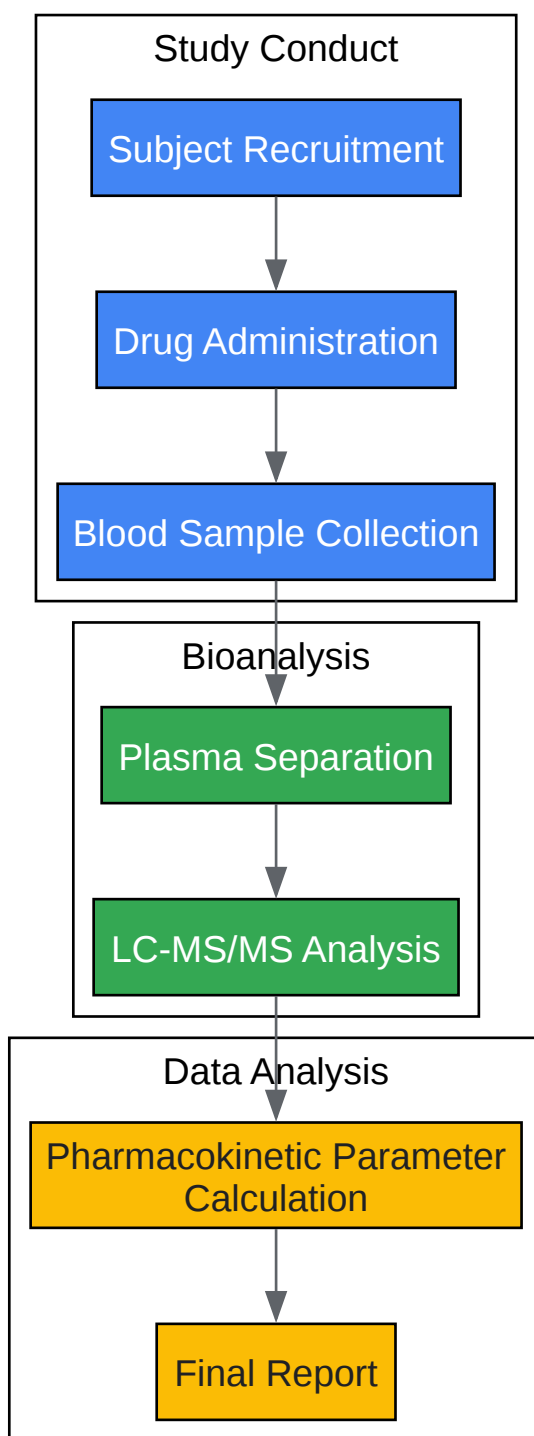 Study Conduct
Subject Recruitment
Drug Administration
Blood Sample Collection
Bioanalysis
Plasma Separation
LC-MS/MS Analysis
Data Analysis
Pharmacokinetic Parameter
Calculation
Final Report